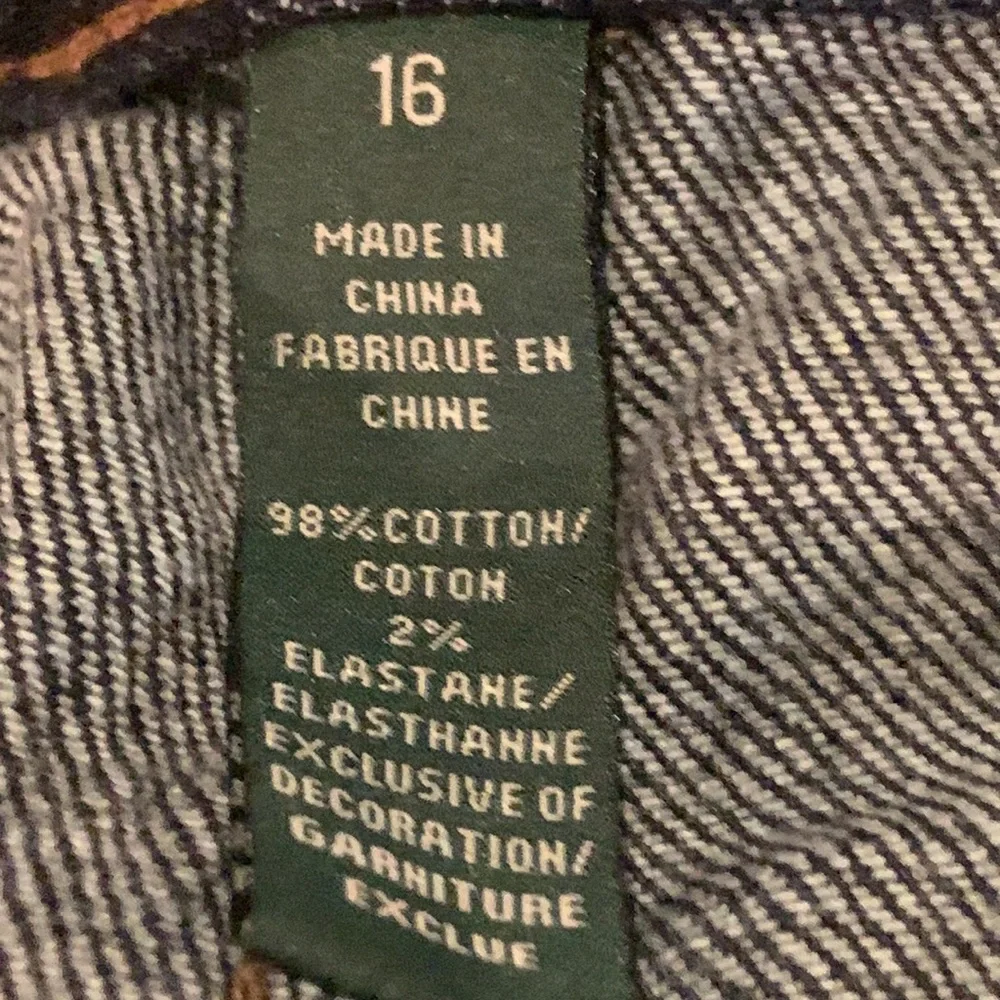 16
MADE IN
CHINA
FABRIQUE EN
CHINE
98%COTTON/
COTON
2%
ELASTANE/
ELASTHANNE
EXCLUSIVE OF
DECORATION/
GARNITURE
EXCLUE